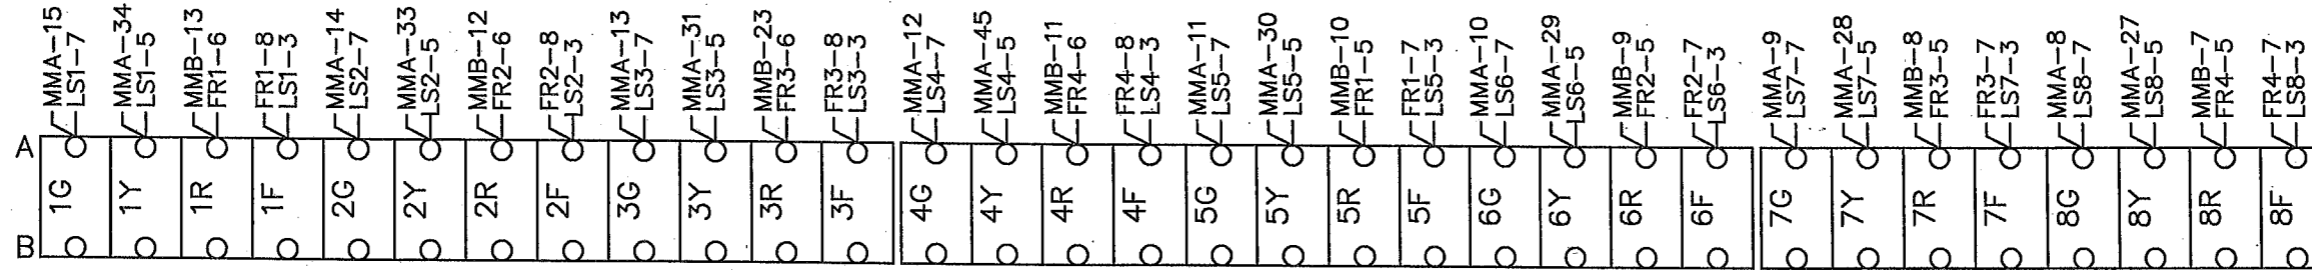 MMA-15
LS1-7
MMA-34
LS1-5
MMB-13
FR1-6
FR1-8
LS1-3
MMA-14
LS2-7
MMA-33
LS2-5
MMB-12
FR2-6
FR2-8
LS2-3
MMA-13
LS3-7
MMA-31
LS3-5
MMB-23
FR3-6
FR3-8
LS3-3
MMA-12
LS4-7
MMA-45
LS4-5
MMB-11
FR4-6
FR4-8
LS4-3
MMA-11
LS5-7
MMA-30
LS5-5
MMB-10
FR1-5
FR1-7
LS5-3
MMA-10
LS6-7
MMA-29
LS6-5
MMB-9
FR2-5
FR2-7
LS6-3
MMA-9
LS7-7
MMA-28
LS7-5
MMB-8
FR3-5
FR3-7
LS7-3
MMA-8
LS8-7
MMA-27
LS8-5
MMB-7
FR4-5
FR4-7
LS8-3
A
1G
1Y
1R
1F
2G
2Y
2R
2F
3G
3Y
3R
3F
4G
4Y
4R
4F
5G
5Y
5R
5F
6G
6Y
6R
6F
7G
7Y
7R
7F
8G
8Y
8R
8F
B